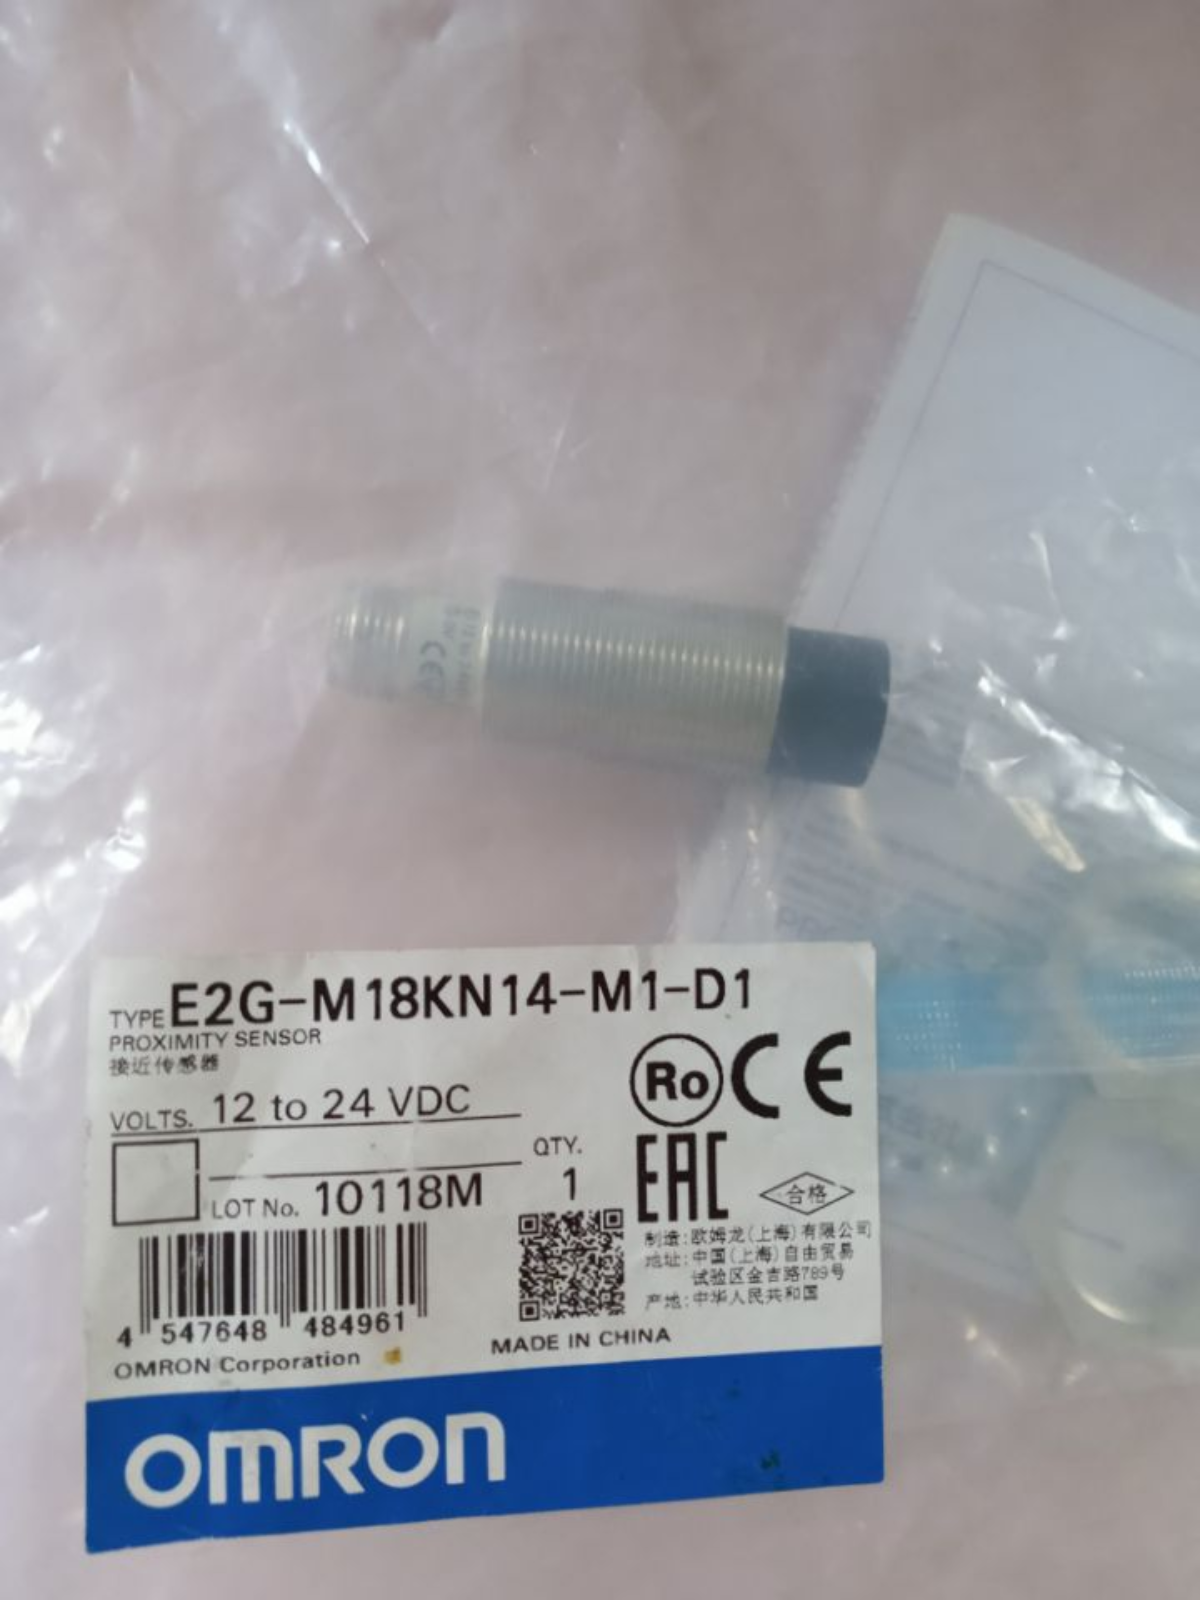 CE
TYPE E2G-M18KN14-M1-D1
PROXIMITY SENSOR
接近传感器
VOLTS. 12 to 24 VDC
QTY.
1
LOT No. 10118M
Ro CE
EAC
合格
制造:欧姆龙(上海)有限公司
地址:中国(上海)自由贸易
试验区金吉路789号
产地:中华人民共和国
4 547648 484961
MADE IN CHINA
OMRON Corporation
OMRON